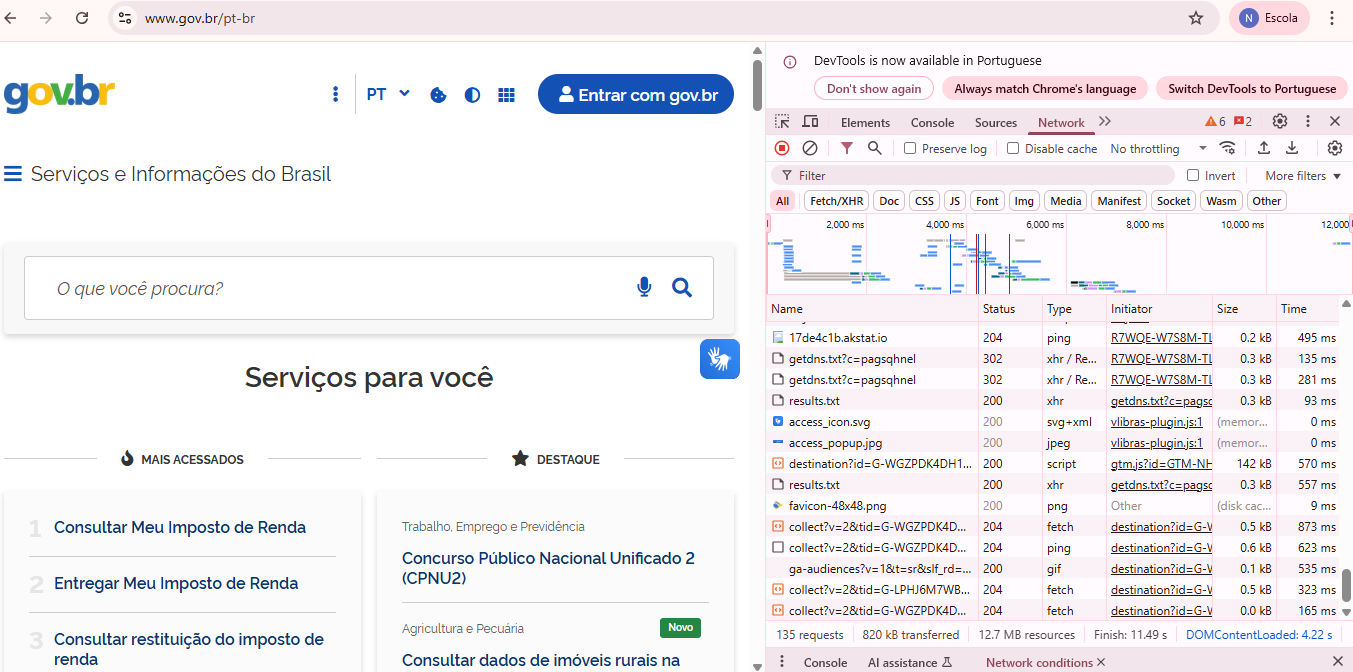 www.gov.br/pt-br
N Escola
gov.br
PT
Entrar com gov.br
Serviços e Informações do Brasil
O que você procura?
Serviços para você
MAIS ACESSADOS
1 Consultar Meu Imposto de Renda
2 Entregar Meu Imposto de Renda
3 Consultar restituição do imposto de
renda
DESTAQUE
Trabalho, Emprego e Previdência
Concurso Público Nacional Unificado 2
(CPNU2)
Agricultura e Pecuária
Novo
Consultar dados de imóveis rurais na
DevTools is now available in Portuguese
Don't show again Always match Chrome's language Switch DevTools to Portuguese
Elements Console Sources Network 6 2
Preserve log Disable cache No throttling
Filter Invert More filters
All Fetch/XHR Doc CSS JS Font Img Media Manifest Socket Wasm Other
2,000 ms 4,000 ms 6,000 ms 8,000 ms 10,000 ms 12,000
Name Status Type Initiator Size Time
17de4c1b.akstat.io 204 ping R7WQE-W7S8M-TL 0.2 kB 495 ms
getdns.txt?c=pagsqhnel 302 xhr / Re... R7WQE-W7S8M-TL 0.3 kB 135 ms
getdns.txt?c=pagsqhnel 302 xhr / Re... R7WQE-W7S8M-TL 0.3 kB 281 ms
results.txt 200 xhr getdns.txt?c=pagsq 0.3 kB 93 ms
access_icon.svg 200 svg+xml vlibras-plugin.js:1 (memor... 0 ms
access_popup.jpg 200 jpeg vlibras-plugin.js:1 (memor... 0 ms
destination?id=G-WGZPDK4DH1... 200 script gtm.js?id=GTM-NH 142 kB 570 ms
results.txt 200 xhr getdns.txt?c=pagsq 0.3 kB 557 ms
favicon-48x48.png 200 png Other (disk cac... 9 ms
collect?v=2&tid=G-WGZPDK4D... 204 fetch destination?id=G-W 0.5 kB 873 ms
collect?v=2&tid=G-WGZPDK4D... 204 ping destination?id=G-W 0.6 kB 623 ms
ga-audiences?v=1&t=sr&slf_rd=... 200 gif destination?id=G-W 0.1 kB 535 ms
collect?v=2&tid=G-LPHJ6M7WB... 204 fetch destination?id=G-W 0.5 kB 323 ms
collect?v=2&tid=G-WGZPDK4D... 204 fetch destination?id=G-W 0.0 kB 165 ms
135 requests 820 kB transferred 12.7 MB resources Finish: 11.49 s DOMContentLoaded: 4.22 s
Console AI assistance Network conditions